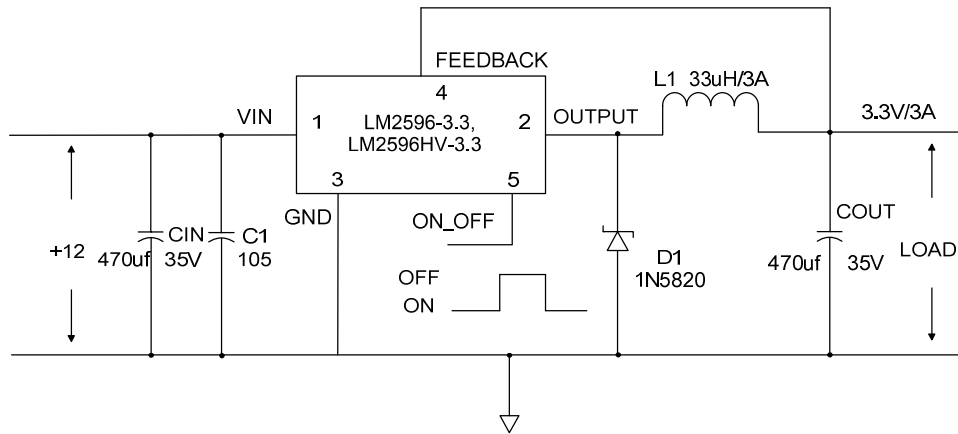 FEEDBACK
L1 33uH/3A
4
VIN
1
LM2596-3.3,
LM2596HV-3.3
2
OUTPUT
3.3V/3A
3
5
GND
ON_OFF
+12
CIN
470uf 35V
C1
105
OFF
ON
D1
1N5820
COUT
470uf 35V
LOAD